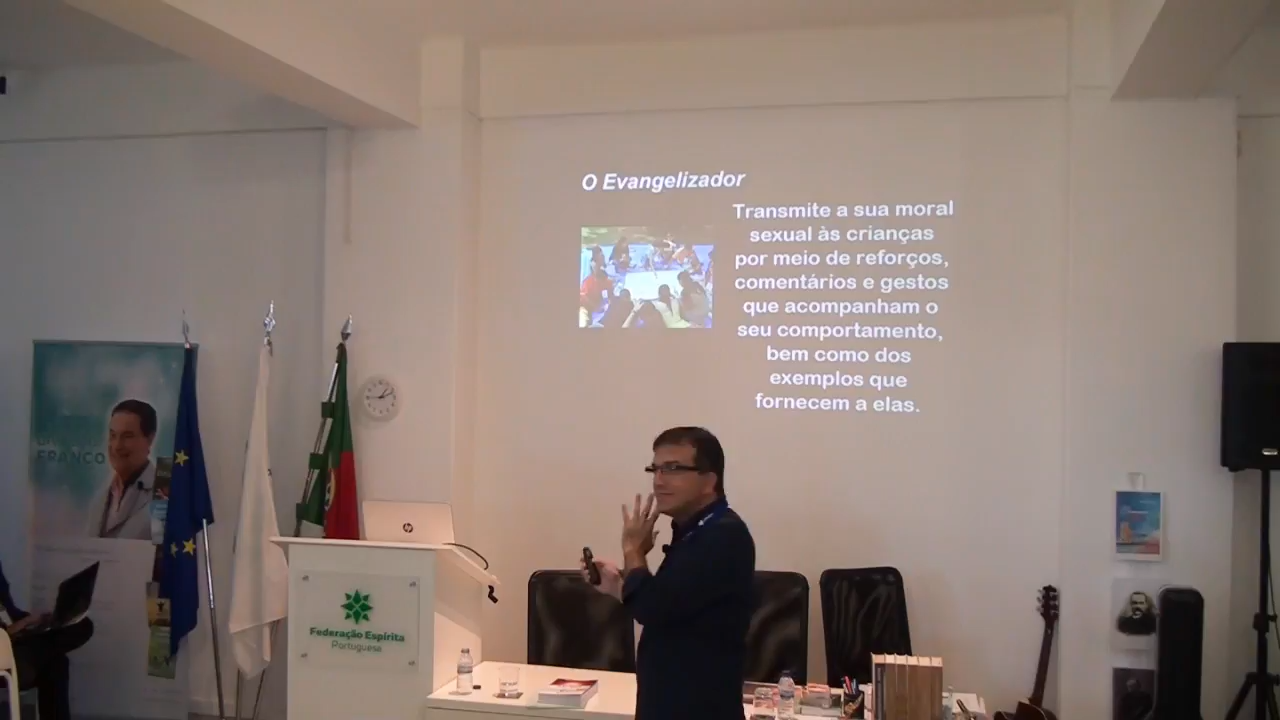 O Evangelizador
Transmite a sua moral
sexual às crianças
por meio de reforços,
comentários e gestos
que acompanham o
seu comportamento,
bem como dos
exemplos que
fornecem a elas.
FRANCO
hp
Federação Espírita
Portuguesa